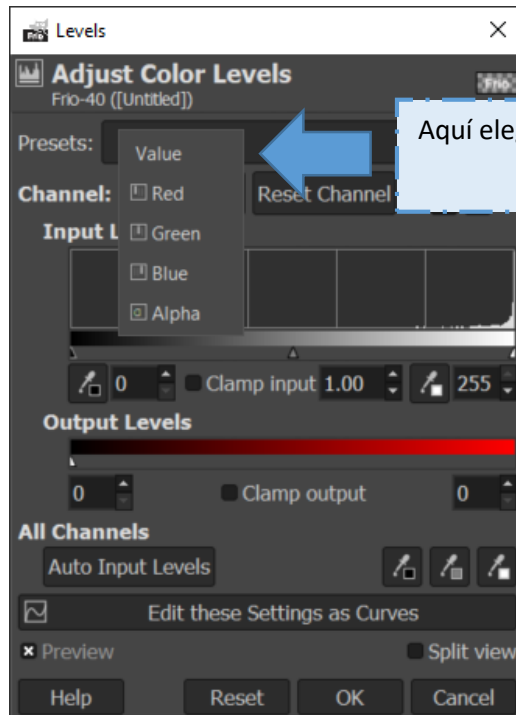 Frio
Levels
Adjust Color Levels
Frio
Frio-40 ([Untitled])
Aquí ele
Presets:
Value
Channel:
Red
Reset Channel
Input L
Green
Blue
Alpha
0
Clamp input
1.00
255
Output Levels
0
Clamp output
0
All Channels
Auto Input Levels
Edit these Settings as Curves
Preview
Split view
Help
Reset
OK
Cancel